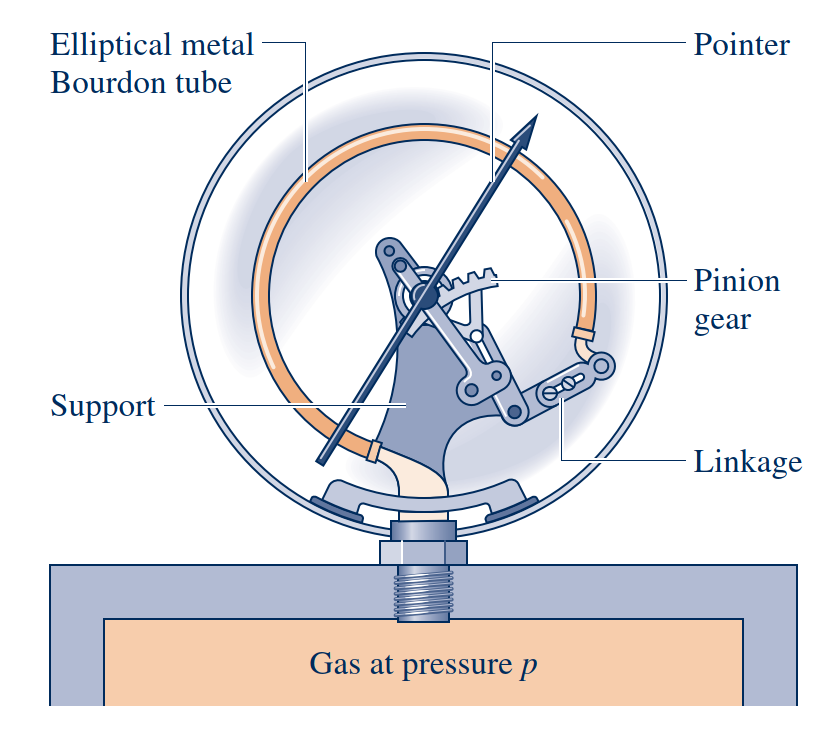 Elliptical metal
Bourdon tube
Pointer
Pinion
gear
Support
Linkage
Gas at pressure p